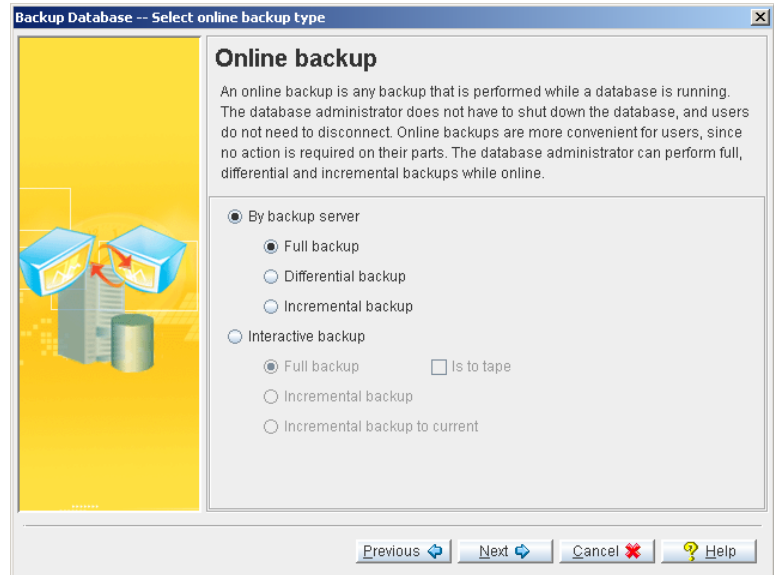 Backup Database -- Select online backup type
Online backup
An online backup is any backup that is performed while a database is running.
The database administrator does not have to shut down the database, and users
do not need to disconnect. Online backups are more convenient for users, since
no action is required on their parts. The database administrator can perform full,
differential and incremental backups while online.
By backup server
Full backup
Differential backup
Incremental backup
Interactive backup
Full backup Is to tape
Incremental backup
Incremental backup to current
Previous Next Cancel Help